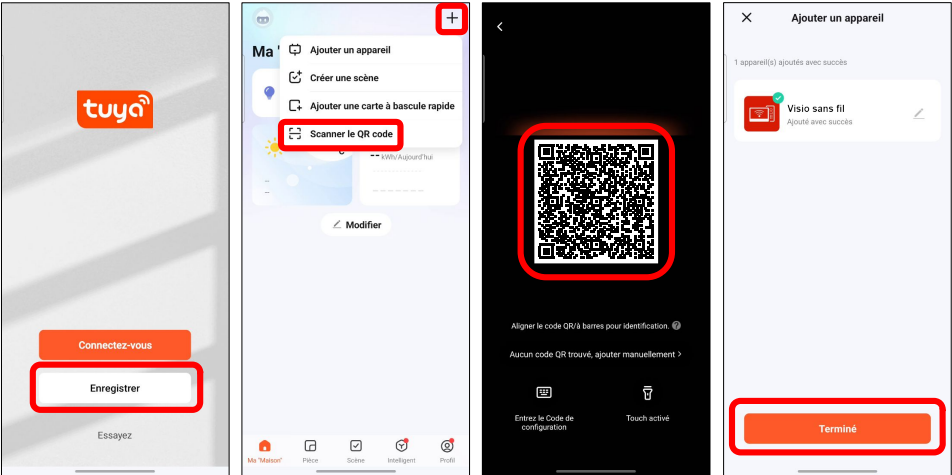 tuya
Connectez-vous
Enregistrer
Essayez
Ma "
Ajouter un appareil
Créer une scène
Ajouter une carte à bascule rapide
Scanner le QR code
-- kWh/Aujourd'hui
--
--
Modifier
Ma "Maison"
Pièce
Scène
Intelligent
Profil
Aligner le code QR/à barres pour identification.
Aucun code QR trouvé, ajouter manuellement >
Entrez le Code de
configuration
Touch activé
Ajouter un appareil
1 appareil(s) ajoutés avec succès
Visio sans fil
Ajouté avec succès
Terminé